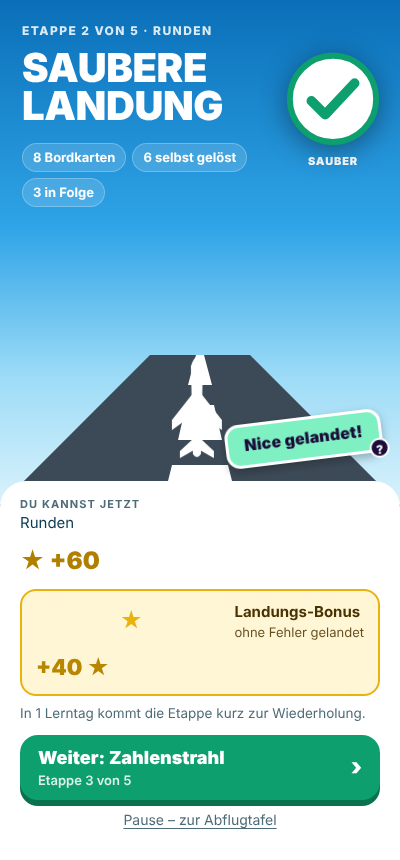 ETAPPE 2 VON 5 · RUNDEN
SAUBERE
LANDUNG
SAUBER
8 Bordkarten
6 selbst gelöst
3 in Folge
Nice gelandet!
?
DU KANNST JETZT
Runden
★ +60
★
Landungs-Bonus
ohne Fehler gelandet
+40 ★
In 1 Lerntag kommt die Etappe kurz zur Wiederholung.
Weiter: Zahlenstrahl
Etappe 3 von 5
›
Pause – zur Abflugtafel